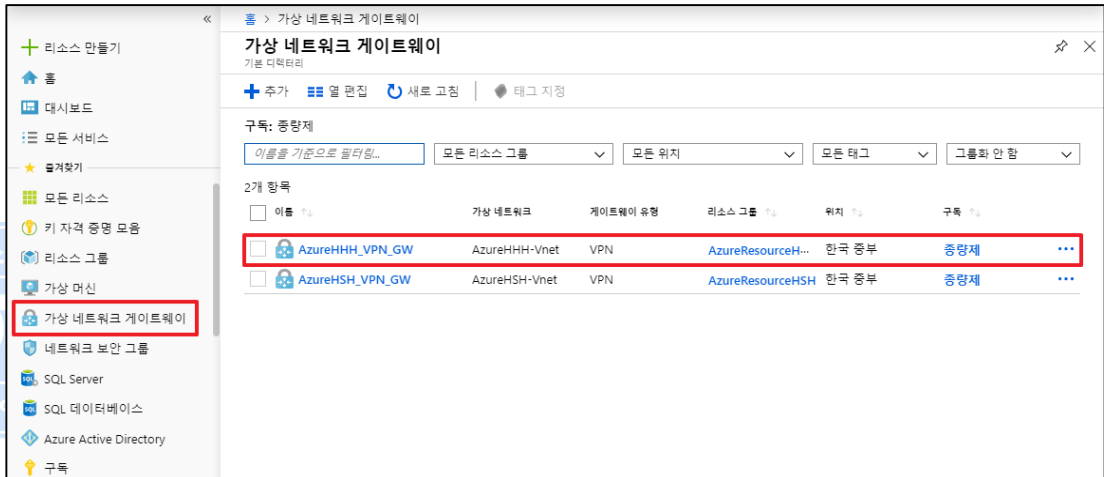 «
리소스 만들기
홈
대시보드
모든 서비스
즐겨찾기
모든 리소스
키 자격 증명 모음
리소스 그룹
가상 머신
가상 네트워크 게이트웨이
네트워크 보안 그룹
SQL Server
SQL 데이터베이스
Azure Active Directory
구독
홈 > 가상 네트워크 게이트웨이
가상 네트워크 게이트웨이
기본 디렉터리
추가 열 편집 새로 고침 태그 지정
구독: 종량제
이름을 기준으로 필터링... 모든 리소스 그룹 모든 위치 모든 태그 그룹화 안 함
2개 항목
이름 ↑↓ 가상 네트워크 게이트웨이 유형 리소스 그룹 ↑↓ 위치 ↑↓ 구독 ↑↓
AzureHHH_VPN_GW AzureHHH-Vnet VPN AzureResourceH··· 한국 중부 종량제 ···
AzureHSH_VPN_GW AzureHSH-Vnet VPN AzureResourceHSH 한국 중부 종량제 ···